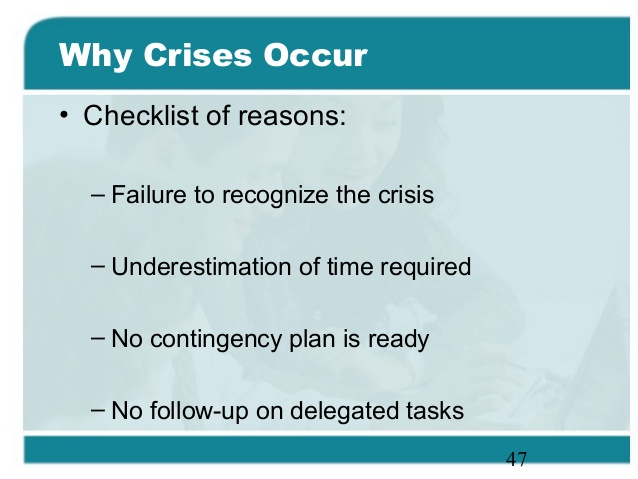 Why Crises Occur
• Checklist of reasons:
– Failure to recognize the crisis
– Underestimation of time required
– No contingency plan is ready
– No follow-up on delegated tasks
47